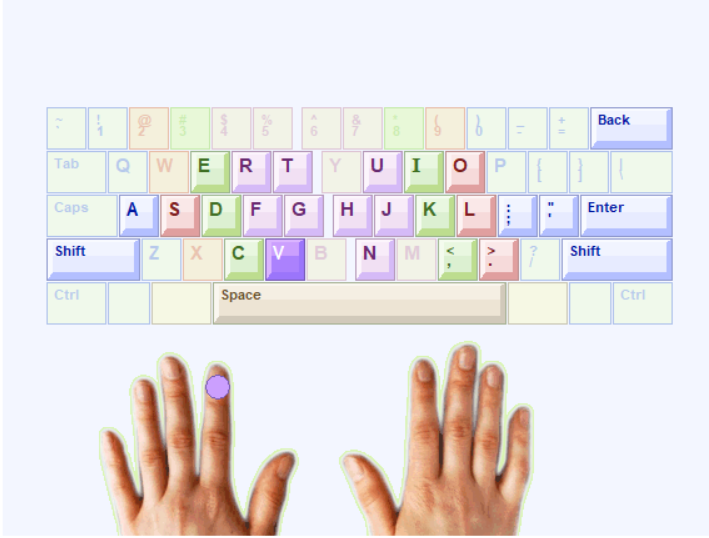 ~ ` ! 1 @ 2 # 3 $ 4 % 5 ^ 6 & 7 * 8 ( 9 ) 0 _ - + = Back
Tab Q W E R T Y U I O P { [ } ] | \
Caps A S D F G H J K L : ; " ' Enter
Shift Z X C V B N M < , > . ? / Shift
Ctrl Space Ctrl